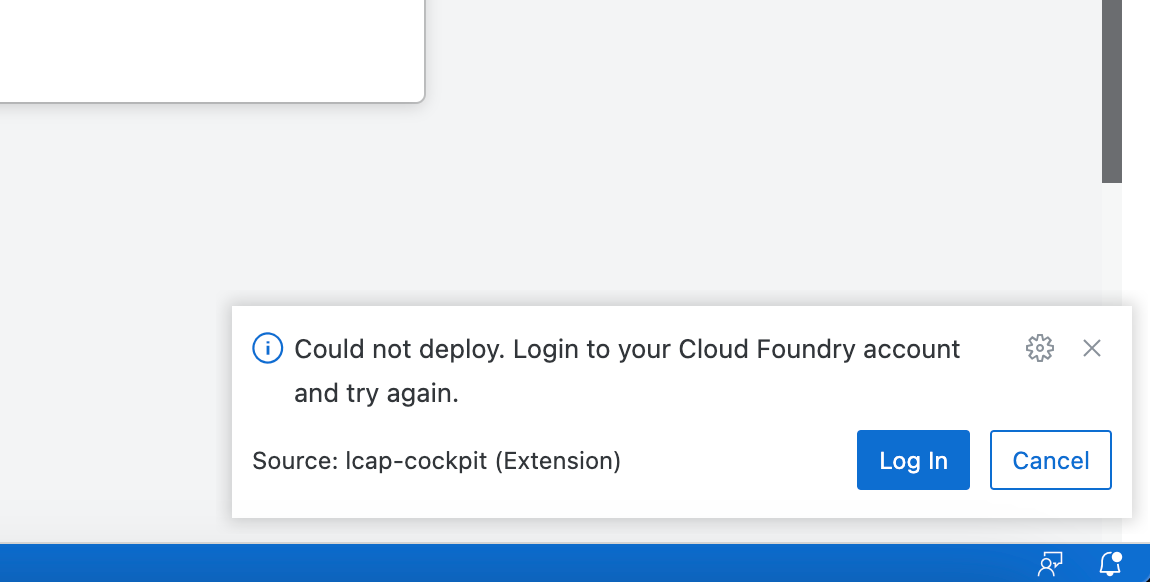 Could not deploy. Login to your Cloud Foundry account
and try again.
Source: lcap-cockpit (Extension)
Log In
Cancel